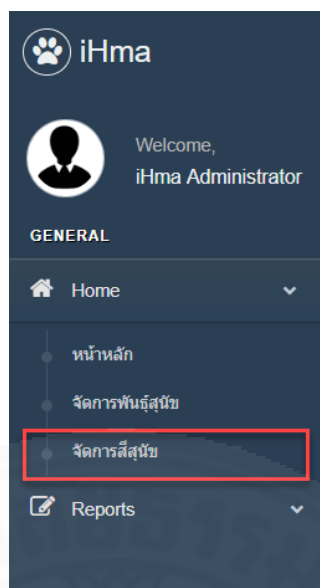 iHma
Welcome,
iHma Administrator
GENERAL
Home
หน้าหลัก
จัดการพันธุ์สุนัข
จัดการสีสุนัข
Reports